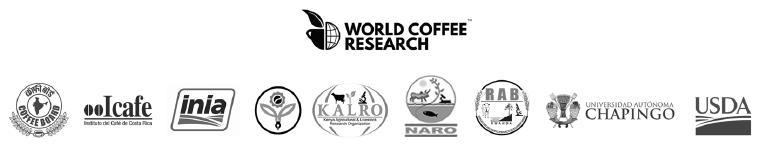 WORLD COFFEE
RESEARCH
™
कॉफी बोर्ड
COFFEE BOARD
Icafe
Instituto del Café de Costa Rica
inia
KALRO
Kenya Agricultural & Livestock
Research Organization
NARO
RAB
RWANDA
UNIVERSIDAD AUTÓNOMA
CHAPINGO
USDA